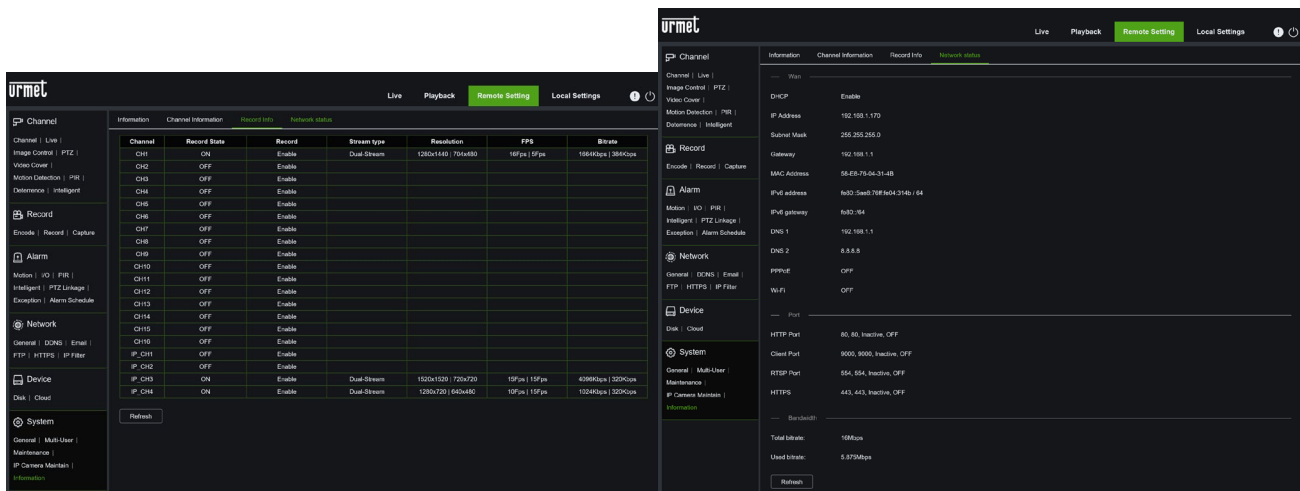 urmet
Live Playback Remote Setting Local Settings
Channel
Channel | Live |
Image Control | PTZ |
Video Cover |
Motion Detection | PIR |
Deterrence | Intelligent
Record
Encode | Record | Capture
Alarm
Motion | I/O | PIR |
Intelligent | PTZ Linkage |
Exception | Alarm Schedule
Network
General | DDNS | Email |
FTP | HTTPS | IP Filter
Device
Disk | Cloud
System
General | Multi-User |
Maintenance |
IP Camera Maintain |
Information
Information Channel Information Record Info Network status
Channel Record State Record Stream type Resolution FPS Bitrate
CH1 ON Enable Dual-Stream 1280x1440 | 704x480 16Fps | 5Fps 1664Kbps | 384Kbps
CH2 OFF Enable
CH3 OFF Enable
CH4 OFF Enable
CH5 OFF Enable
CH6 OFF Enable
CH7 OFF Enable
CH8 OFF Enable
CH9 OFF Enable
CH10 OFF Enable
CH11 OFF Enable
CH12 OFF Enable
CH13 OFF Enable
CH14 OFF Enable
CH15 OFF Enable
CH16 OFF Enable
IP_CH1 OFF Enable
IP_CH2 OFF Enable
IP_CH3 ON Enable Dual-Stream 1520x1520 | 720x720 15Fps | 15Fps 4096Kbps | 320Kbps
IP_CH4 ON Enable Dual-Stream 1280x720 | 640x480 10Fps | 15Fps 1024Kbps | 320Kbps
Refresh
urmet
Live Playback Remote Setting Local Settings
Channel
Channel | Live |
Image Control | PTZ |
Video Cover |
Motion Detection | PIR |
Deterrence | Intelligent
Record
Encode | Record | Capture
Alarm
Motion | I/O | PIR |
Intelligent | PTZ Linkage |
Exception | Alarm Schedule
Network
General | DDNS | Email |
FTP | HTTPS | IP Filter
Device
Disk | Cloud
System
General | Multi-User |
Maintenance |
IP Camera Maintain |
Information
Information Channel Information Record Info Network status
Wan
DHCP Enable
IP Address 192.168.1.170
Subnet Mask 255.255.255.0
Gateway 192.168.1.1
MAC Address 58-E8-76-04-31-4B
IPv6 address fe80::5ae8:76ff:fe04:314b / 64
IPv6 gateway fe80::/64
DNS 1 192.168.1.1
DNS 2 8.8.8.8
PPPoE OFF
Wi-Fi OFF
Port
HTTP Port 80, 80, Inactive, OFF
Client Port 9000, 9000, Inactive, OFF
RTSP Port 554, 554, Inactive, OFF
HTTPS 443, 443, Inactive, OFF
Bandwidth
Total bitrate: 16Mbps
Used bitrate: 5.875Mbps
Refresh